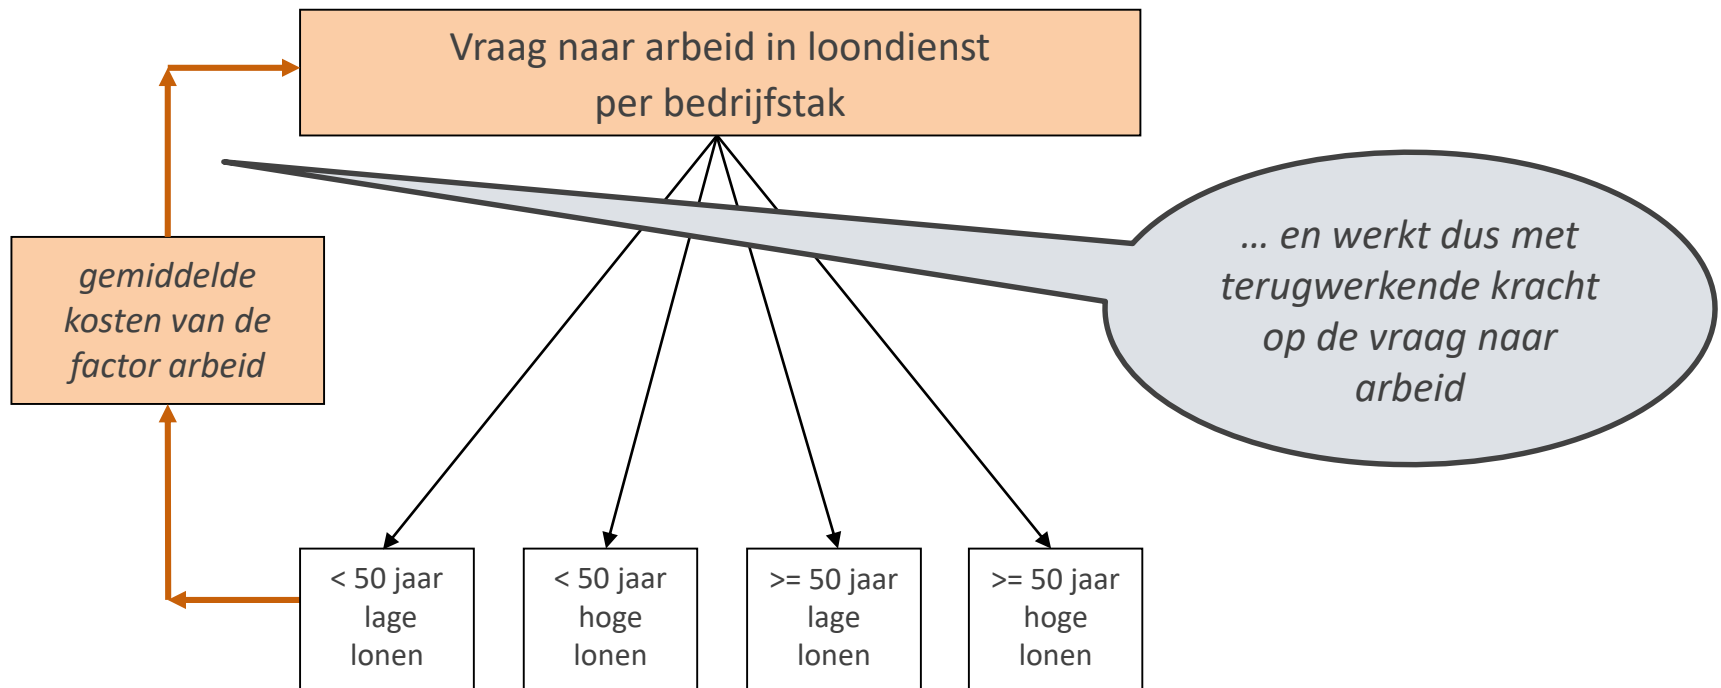 Vraag naar arbeid in loondienst
per bedrijfstak
gemiddelde
kosten van de
factor arbeid
… en werkt dus met
terugwerkende kracht
op de vraag naar
arbeid
< 50 jaar
lage
lonen
< 50 jaar
hoge
lonen
>= 50 jaar
lage
lonen
>= 50 jaar
hoge
lonen